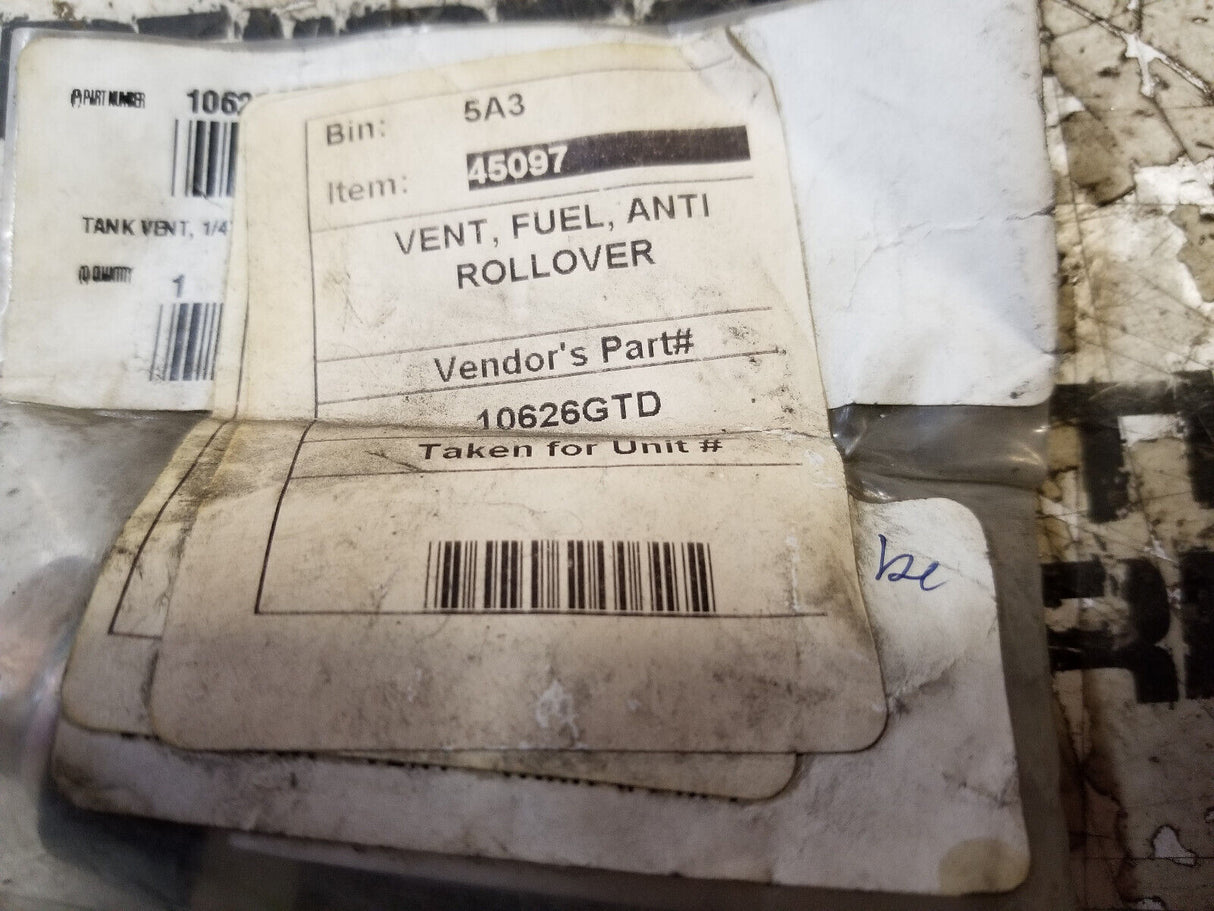 (P) PART NUMBER 1062
TANK VENT, 1/4
(Q) QUANTITY
1
Bin: 5A3
Item: 45097
VENT, FUEL, ANTI
ROLLOVER
Vendor's Part#
10626GTD
Taken for Unit #